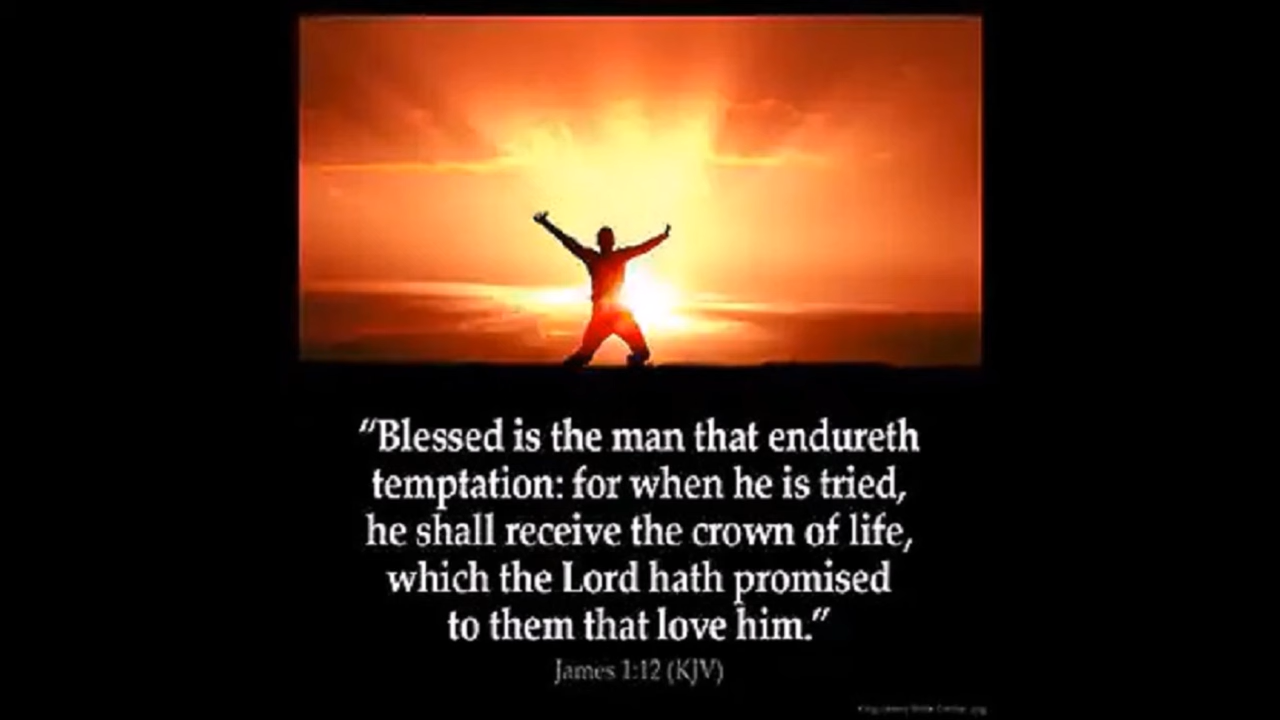 “Blessed is the man that endureth
temptation: for when he is tried,
he shall receive the crown of life,
which the Lord hath promised
to them that love him.”
James 1:12 (KJV)